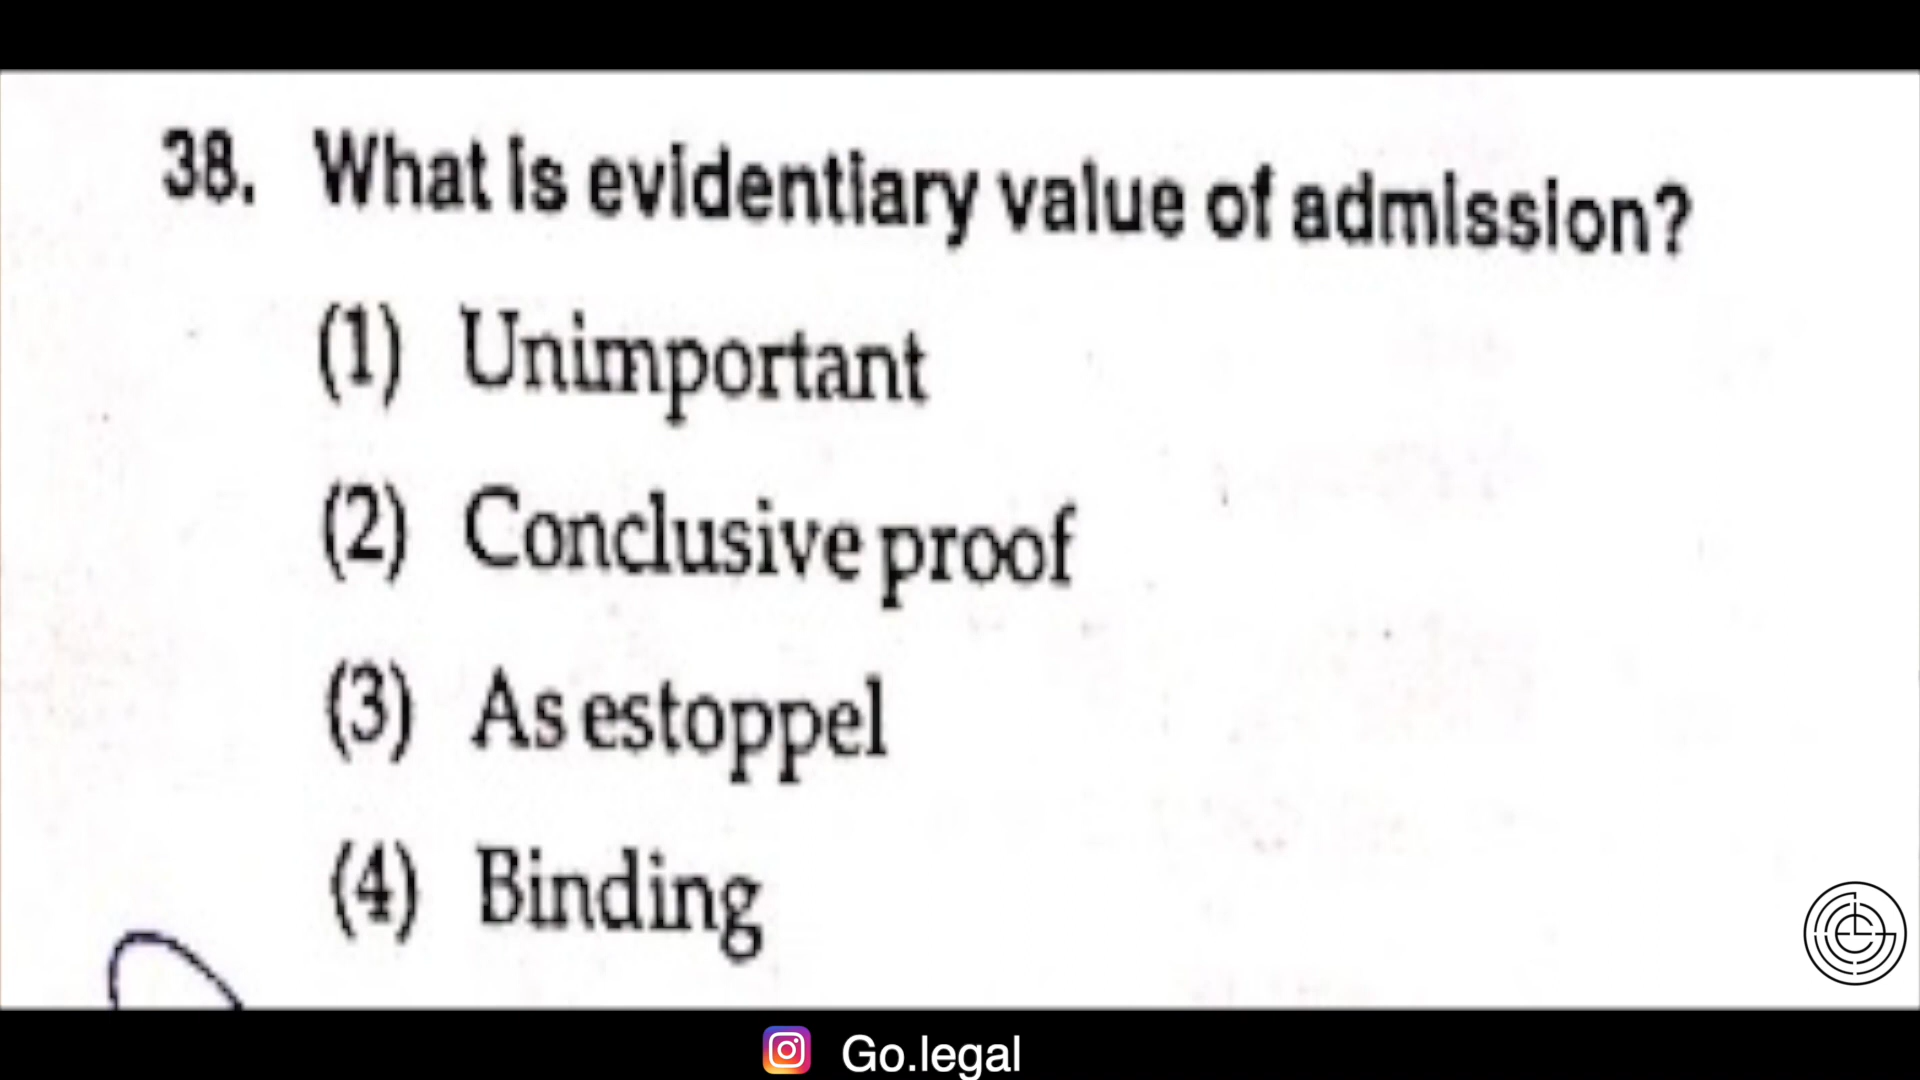 38. What is evidentiary value of admission?
(1) Unimportant
(2) Conclusive proof
(3) As estoppel
(4) Binding
Go.legal